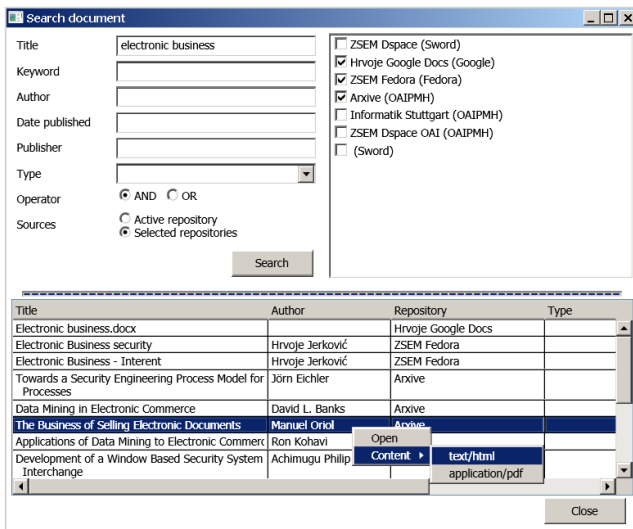 Search document
Title electronic business
Keyword
Author
Date published
Publisher
Type
Operator AND OR
Sources Active repository
Selected repositories
Search
ZSEM Dspace (Sword)
Hrvoje Google Docs (Google)
ZSEM Fedora (Fedora)
Arxive (OAIPMH)
Informatik Stuttgart (OAIPMH)
ZSEM Dspace OAI (OAIPMH)
(Sword)
Title Author Repository Type
Electronic business.docx Hrvoje Google Docs
Electronic Business security Hrvoje Jerković ZSEM Fedora
Electronic Business - Interent Hrvoje Jerković ZSEM Fedora
Towards a Security Engineering Process Model for Jörn Eichler Arxive
Processes
Data Mining in Electronic Commerce David L. Banks Arxive
The Business of Selling Electronic Documents Manuel Oriol Arxive
Applications of Data Mining to Electronic Commerc Ron Kohavi
Development of a Window Based Security System Achimugu Philip
Interchange
Open
Content
text/html
application/pdf
Close